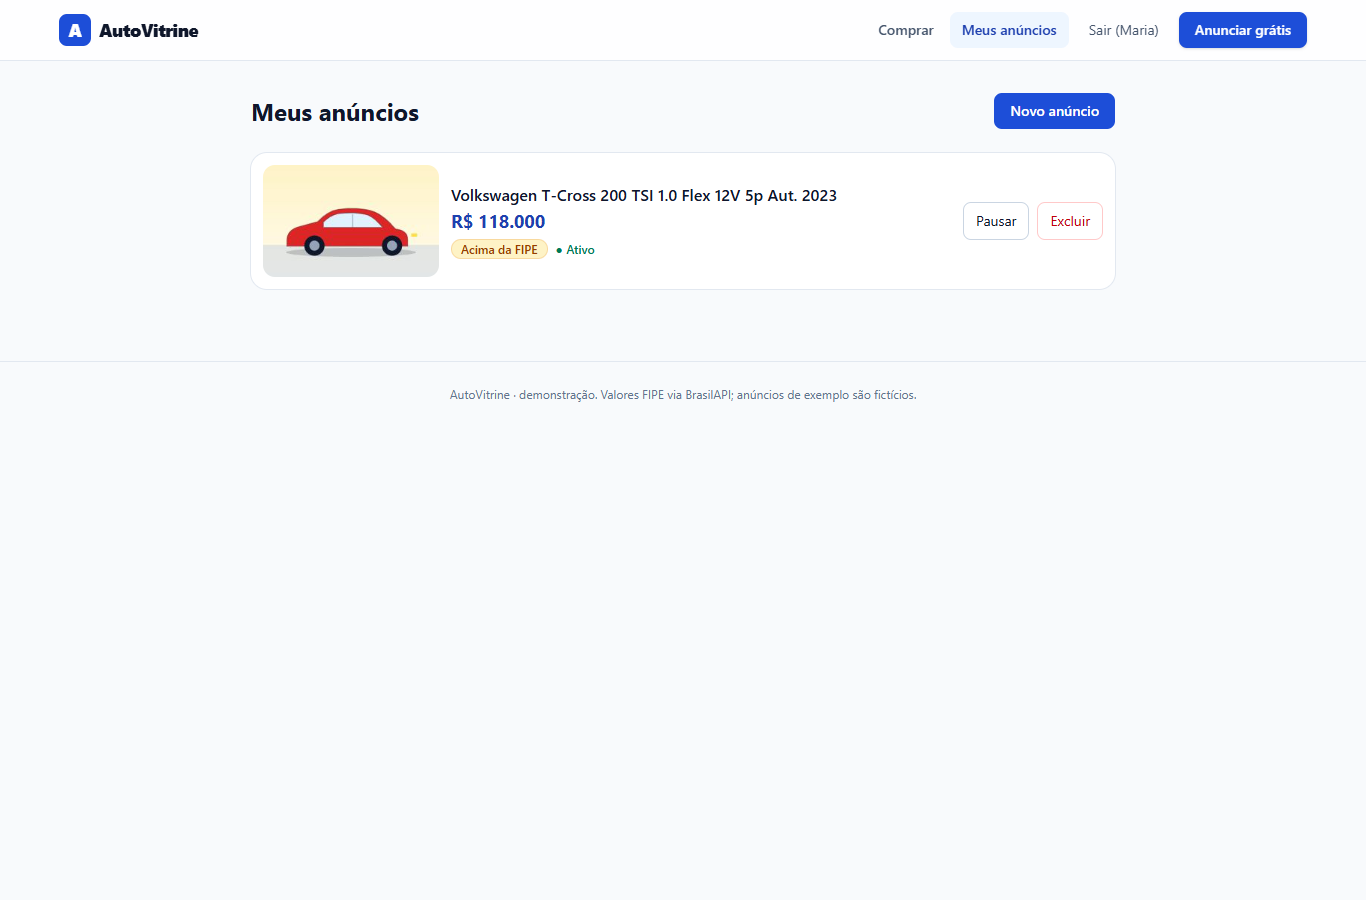 A AutoVitrine
Comprar Meus anúncios Sair (Maria) Anunciar grátis
Meus anúncios
Novo anúncio
Volkswagen T-Cross 200 TSI 1.0 Flex 12V 5p Aut. 2023
R$ 118.000
Acima da FIPE ● Ativo
Pausar Excluir
AutoVitrine · demonstração. Valores FIPE via BrasilAPI; anúncios de exemplo são fictícios.